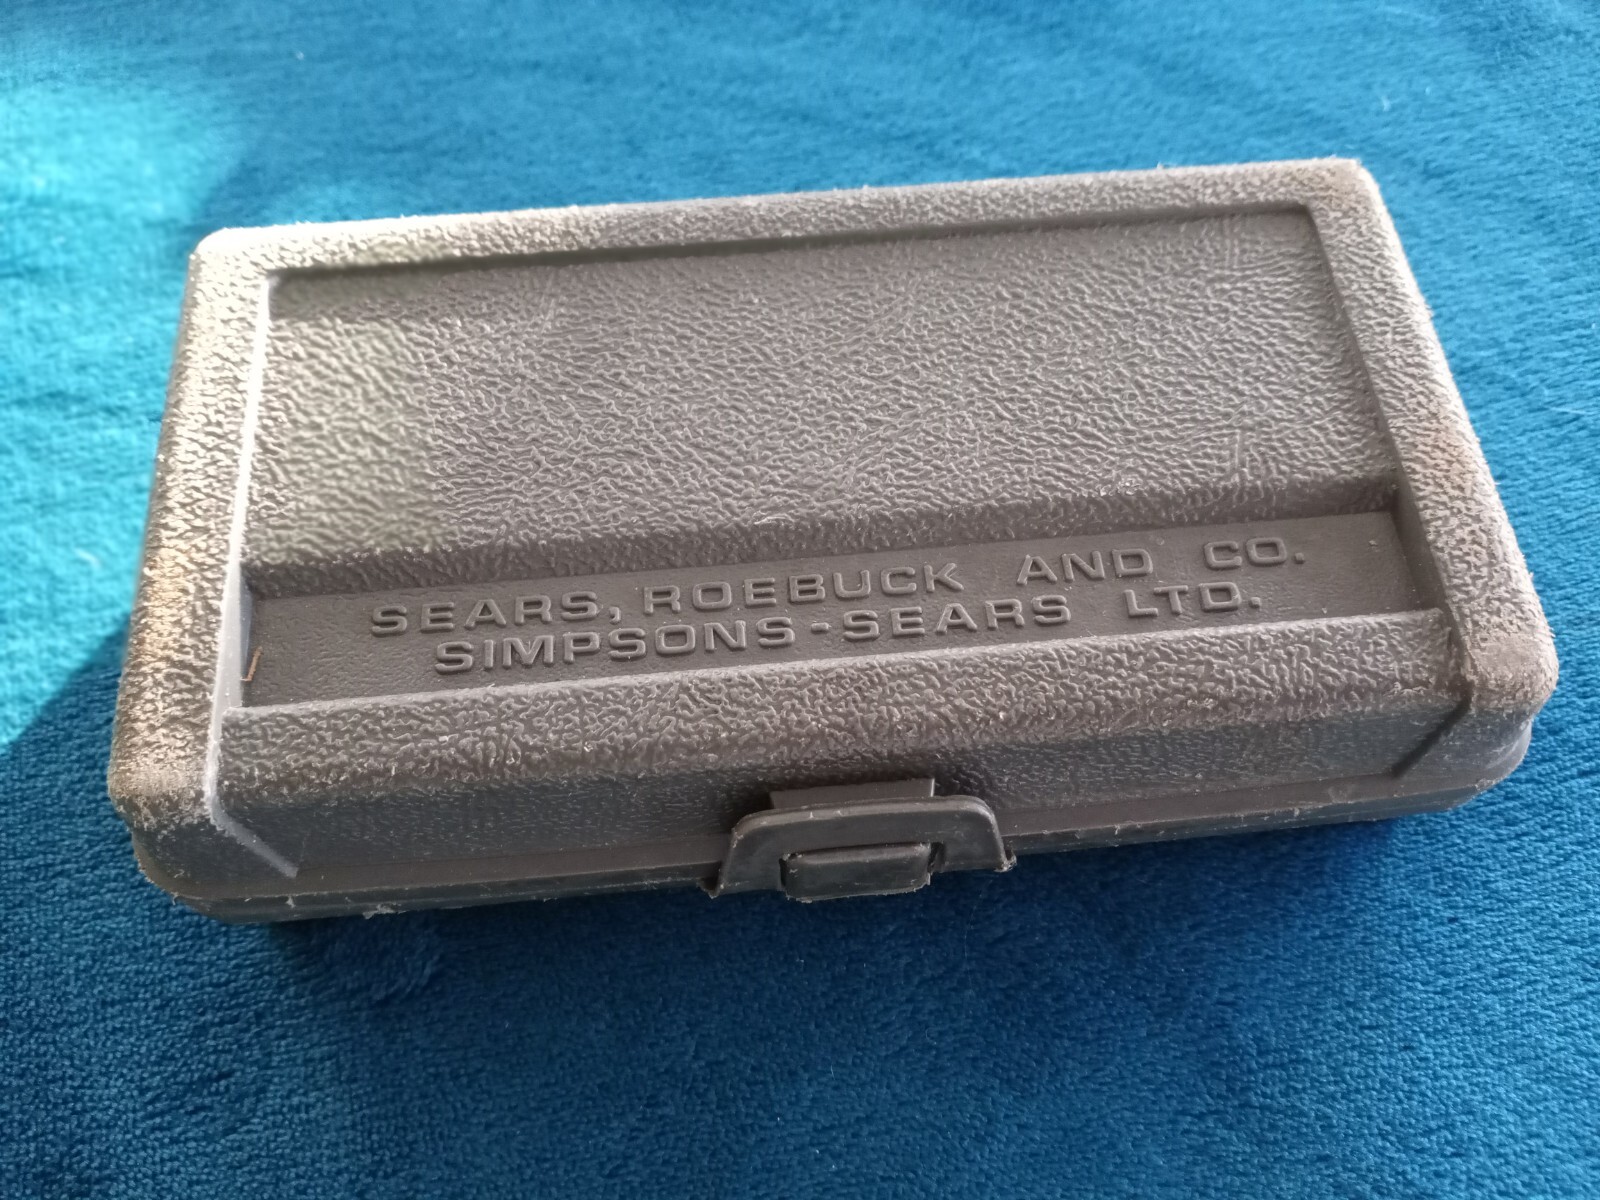 SEARS, ROEBUCK AND CO.
SIMPSONS-SEARS LTD.